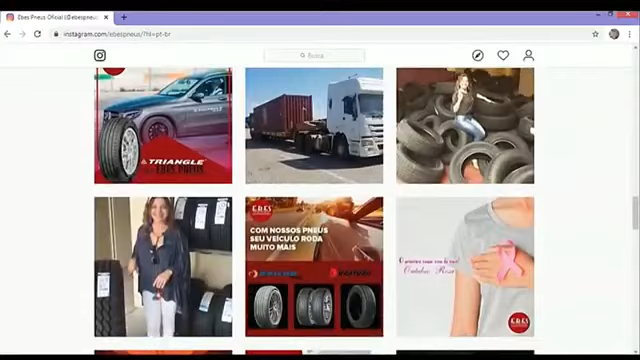 Ebes Pneus Oficial (@ebespneus
instagram.com/ebespneus/?hl=pt-br
Busca
TRIANGLE
EBES PNEUS
EBES
COM NOSSOS PNEUS
SEU VEÍCULO RODA
MUITO MAIS
Outubro Rosa
EBES